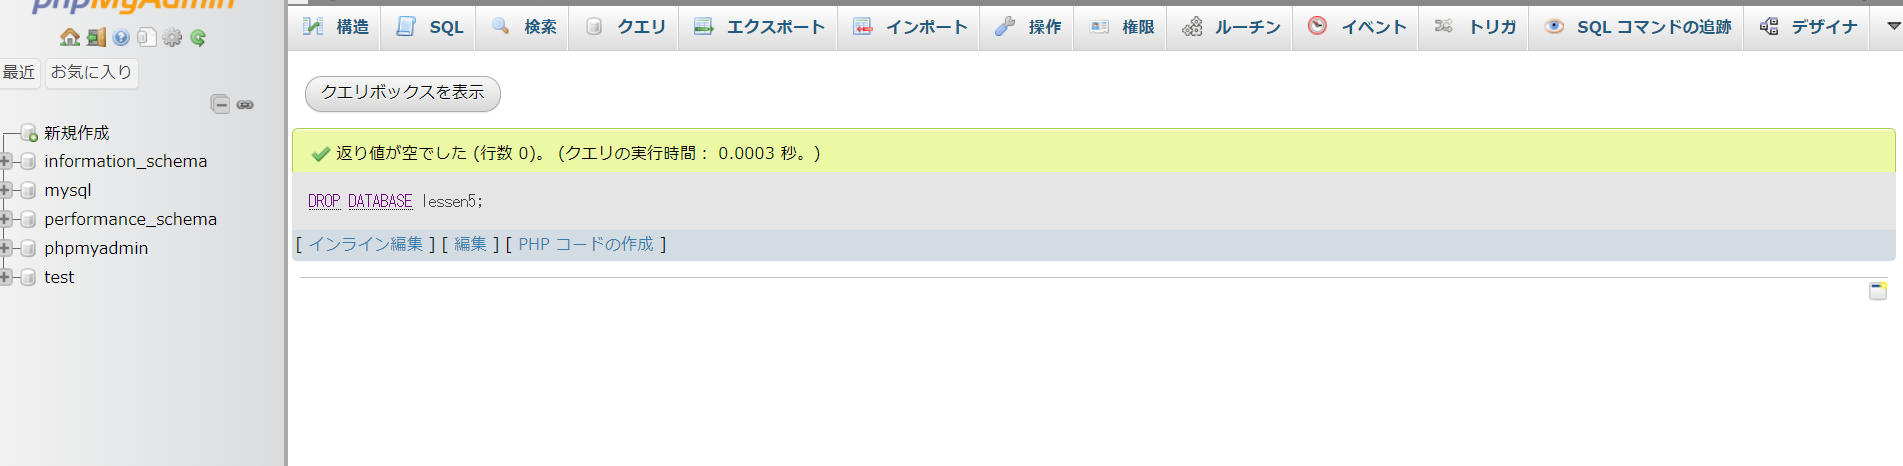 phpMyAdmin
最近 お気に入り
新規作成
information_schema
mysql
performance_schema
phpmyadmin
test
構造 SQL 検索 クエリ エクスポート インポート 操作 権限 ルーチン イベント トリガ SQL コマンドの追跡 デザイナ
クエリボックスを表示
返り値が空でした (行数 0)。 (クエリの実行時間： 0.0003 秒。)
DROP DATABASE lessen5;
[ インライン編集 ] [ 編集 ] [ PHP コードの作成 ]